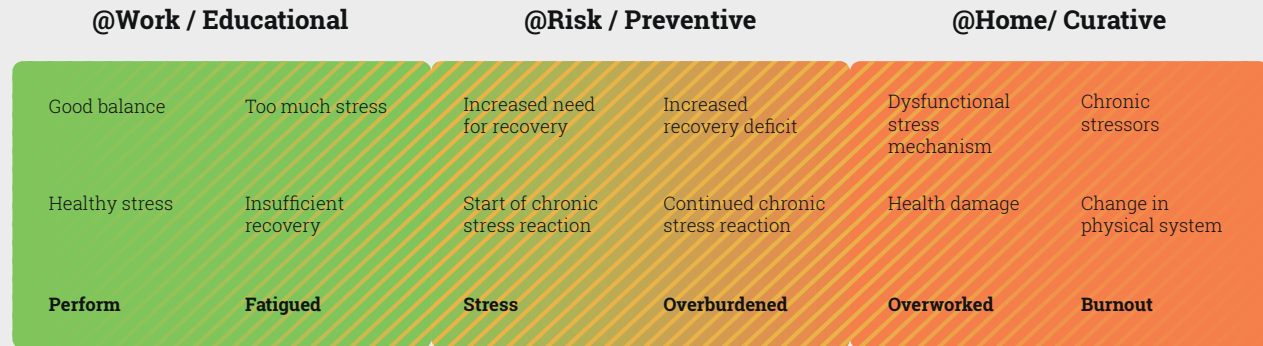 @Work / Educational
@Risk / Preventive
@Home/ Curative
Good balance
Too much stress
Increased need
for recovery
Increased
recovery deficit
Dysfunctional
stress
mechanism
Chronic
stressors
Healthy stress
Insufficient
recovery
Start of chronic
stress reaction
Continued chronic
stress reaction
Health damage
Change in
physical system
Perform
Fatigued
Stress
Overburdened
Overworked
Burnout